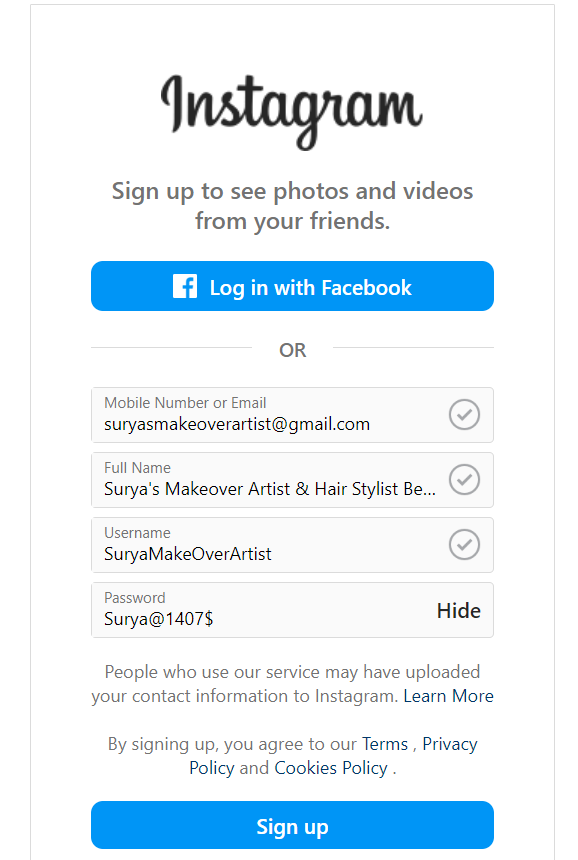 Instagram
Sign up to see photos and videos
from your friends.
Log in with Facebook
OR
Mobile Number or Email
suryasmakeoverartist@gmail.com
Full Name
Surya's Makeover Artist & Hair Stylist Be...
Username
SuryaMakeOverArtist
Password
Surya@1407$
Hide
People who use our service may have uploaded
your contact information to Instagram. Learn More
By signing up, you agree to our Terms , Privacy
Policy and Cookies Policy .
Sign up